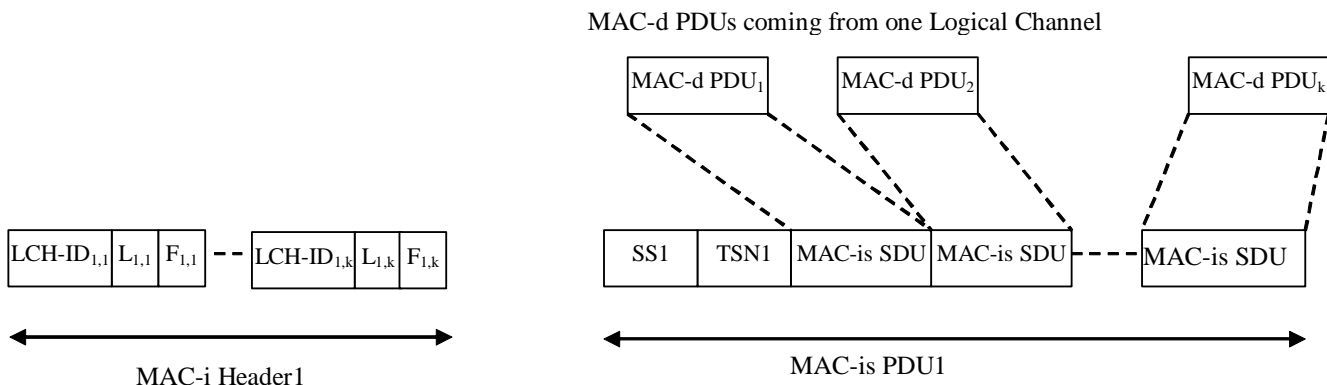 MAC-d PDUs coming from one Logical Channel
MAC-d PDU₁ MAC-d PDU₂ MAC-d PDUₖ
LCH-ID₁,₁ L₁,₁ F₁,₁ LCH-ID₁,ₖ L₁,ₖ F₁,ₖ SS1 TSN1 MAC-is SDU MAC-is SDU MAC-is SDU
MAC-i Header1 MAC-is PDU1